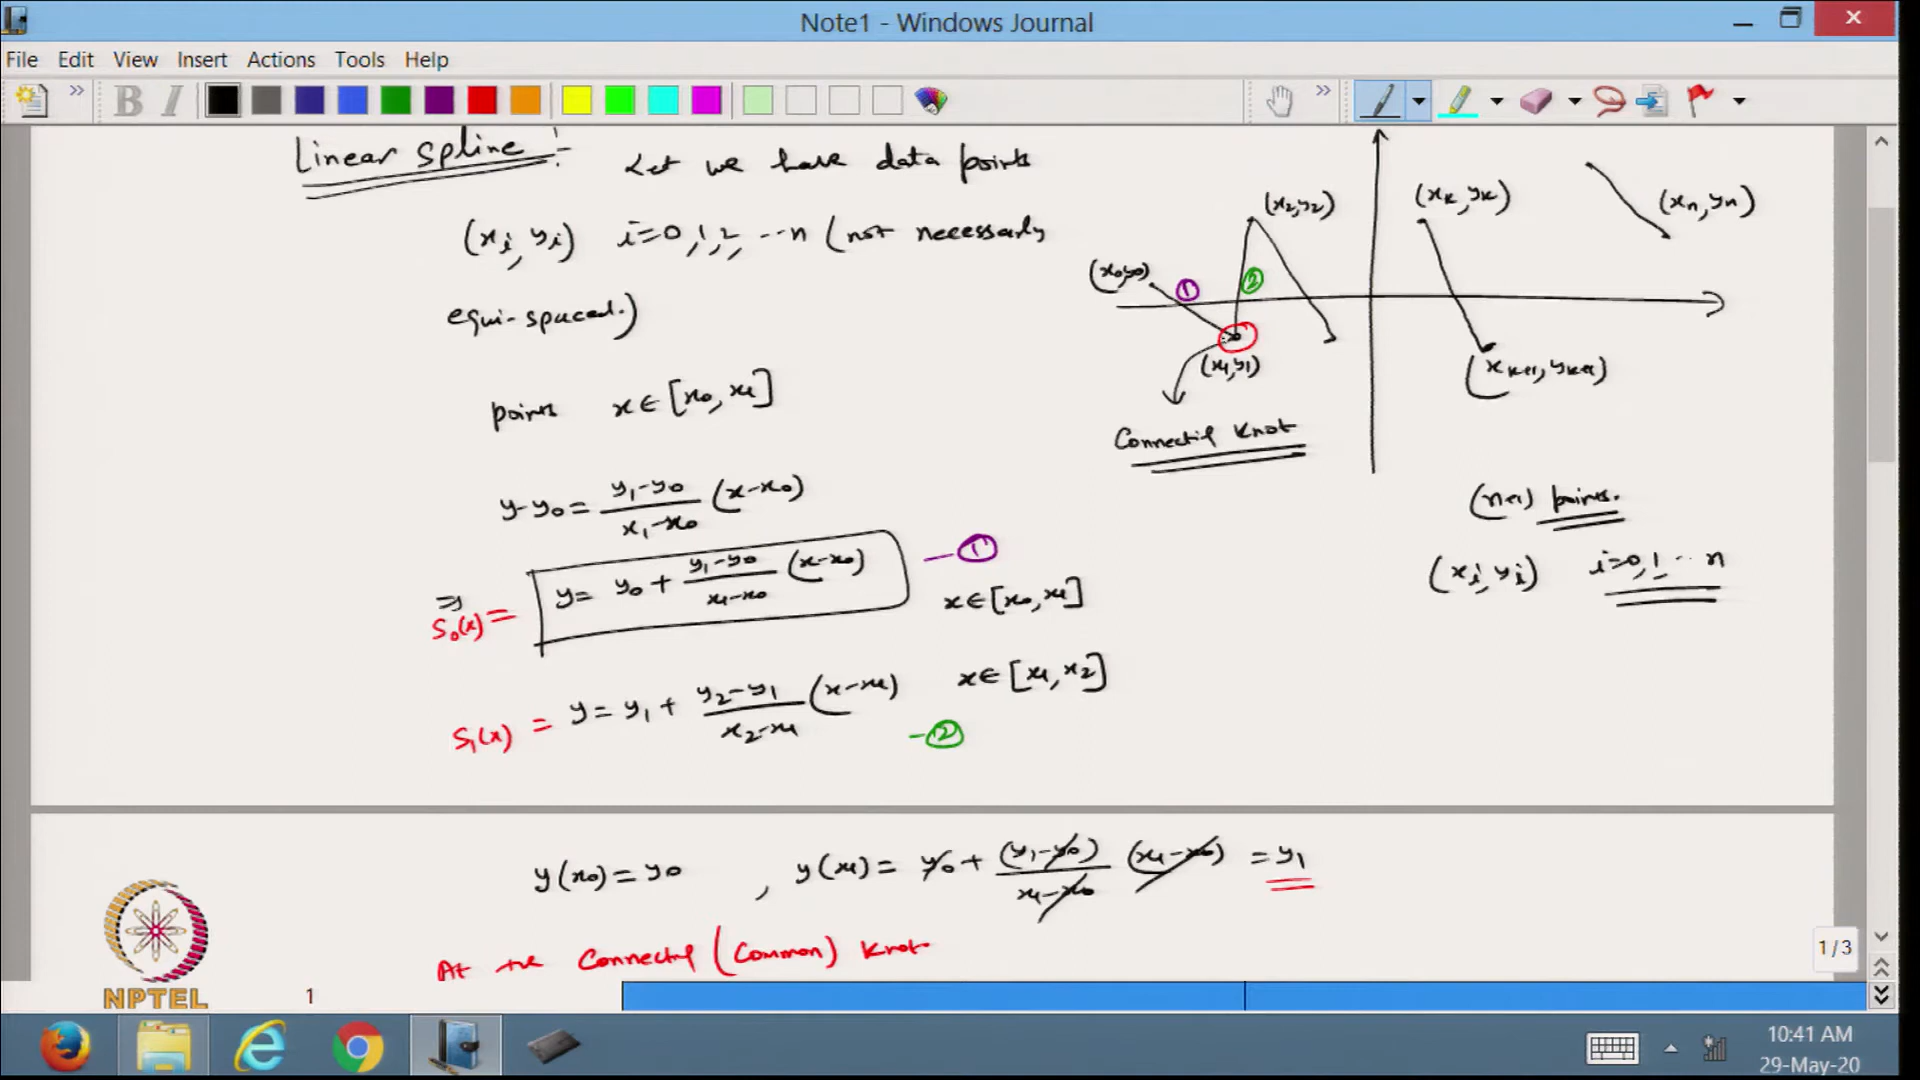 Note1 - Windows Journal
File Edit View Insert Actions Tools Help
Linear Spline :- Let we have data points
(xi, yi) i=0,1,2, ...n (not necessarily
equi-spaced.)
points x∈[x0, x1]
y-y0 = (y1-y0)/(x1-x0) (x-x0)
⇒ S0(x) = y = y0 + (y1-y0)/(x1-x0) (x-x0) — ①
x∈[x0, x1]
S1(x) = y = y1 + (y2-y1)/(x2-x1) (x-x1) x∈[x1, x2]
- ②
(x0,y0) ① (x2,y2) ② (xk, yk) (xn, yn)
(x1,y1) (xk+1, yk+1)
Connectil Knot
(n+1) points.
(xi, yi) i=0,1 ... n
y(x0) = y0 , y(x1) = y0 + (y1-y0)/(x1-x0) (x1-x0) = y1
At the Connectil (Common) Knot
1/3
NPTEL
1
10:41 AM
29-May-20